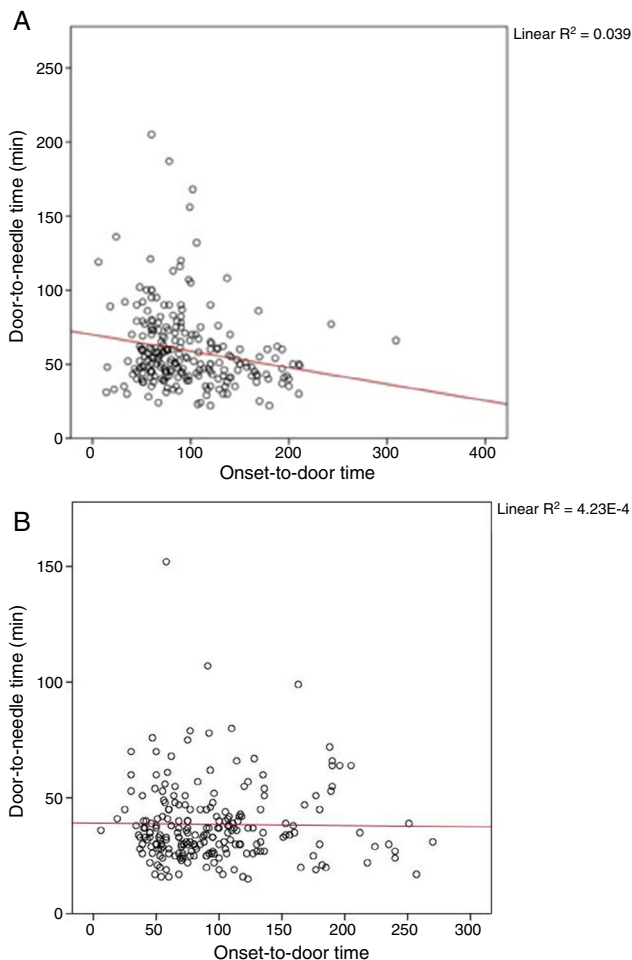 A
Linear R² = 0.039
Door-to-needle time (min)
250
200
150
100
50
0
0 100 200 300 400
Onset-to-door time
B
Linear R² = 4.23E-4
Door-to-needle time (min)
150
100
50
0
0 50 100 150 200 250 300
Onset-to-door time